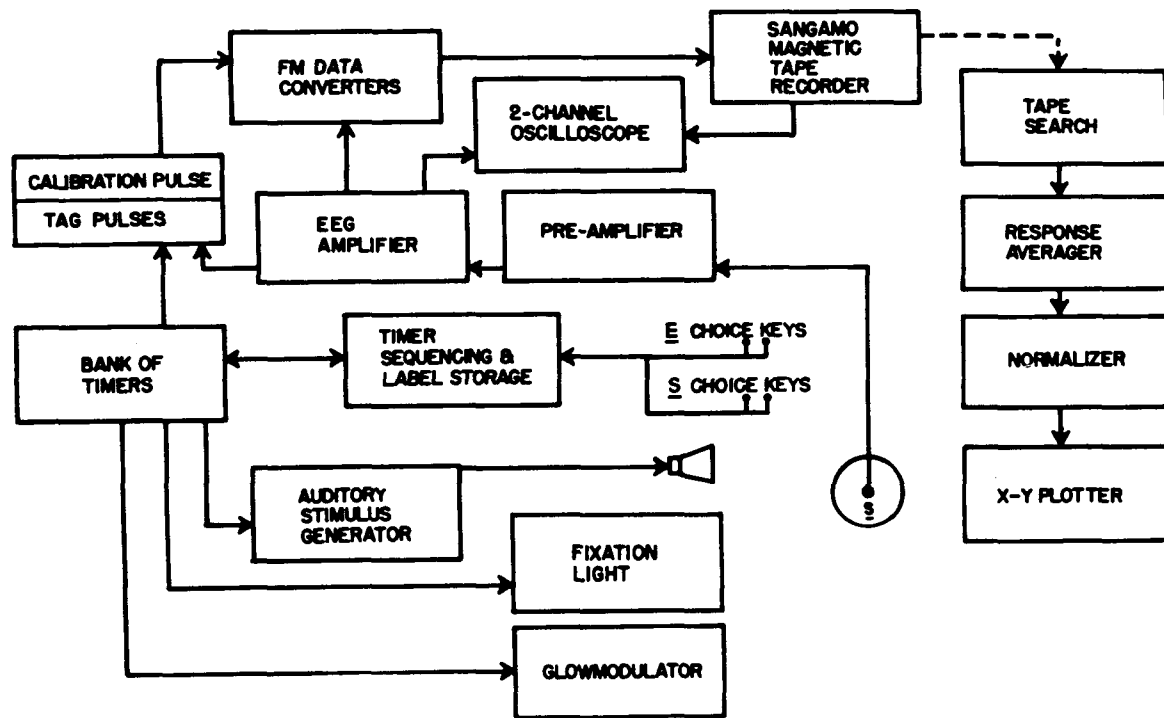 SANGAMO
MAGNETIC
TAPE
RECORDER
FM DATA
CONVERTERS
2-CHANNEL
OSCILLOSCOPE
TAPE
SEARCH
CALIBRATION PULSE
TAG PULSES
EEG
AMPLIFIER
PRE-AMPLIFIER
RESPONSE
AVERAGER
BANK OF
TIMERS
TIMER
SEQUENCING &
LABEL STORAGE
E CHOICE KEYS
S CHOICE KEYS
NORMALIZER
AUDITORY
STIMULUS
GENERATOR
S
X-Y PLOTTER
FIXATION
LIGHT
GLOWMODULATOR